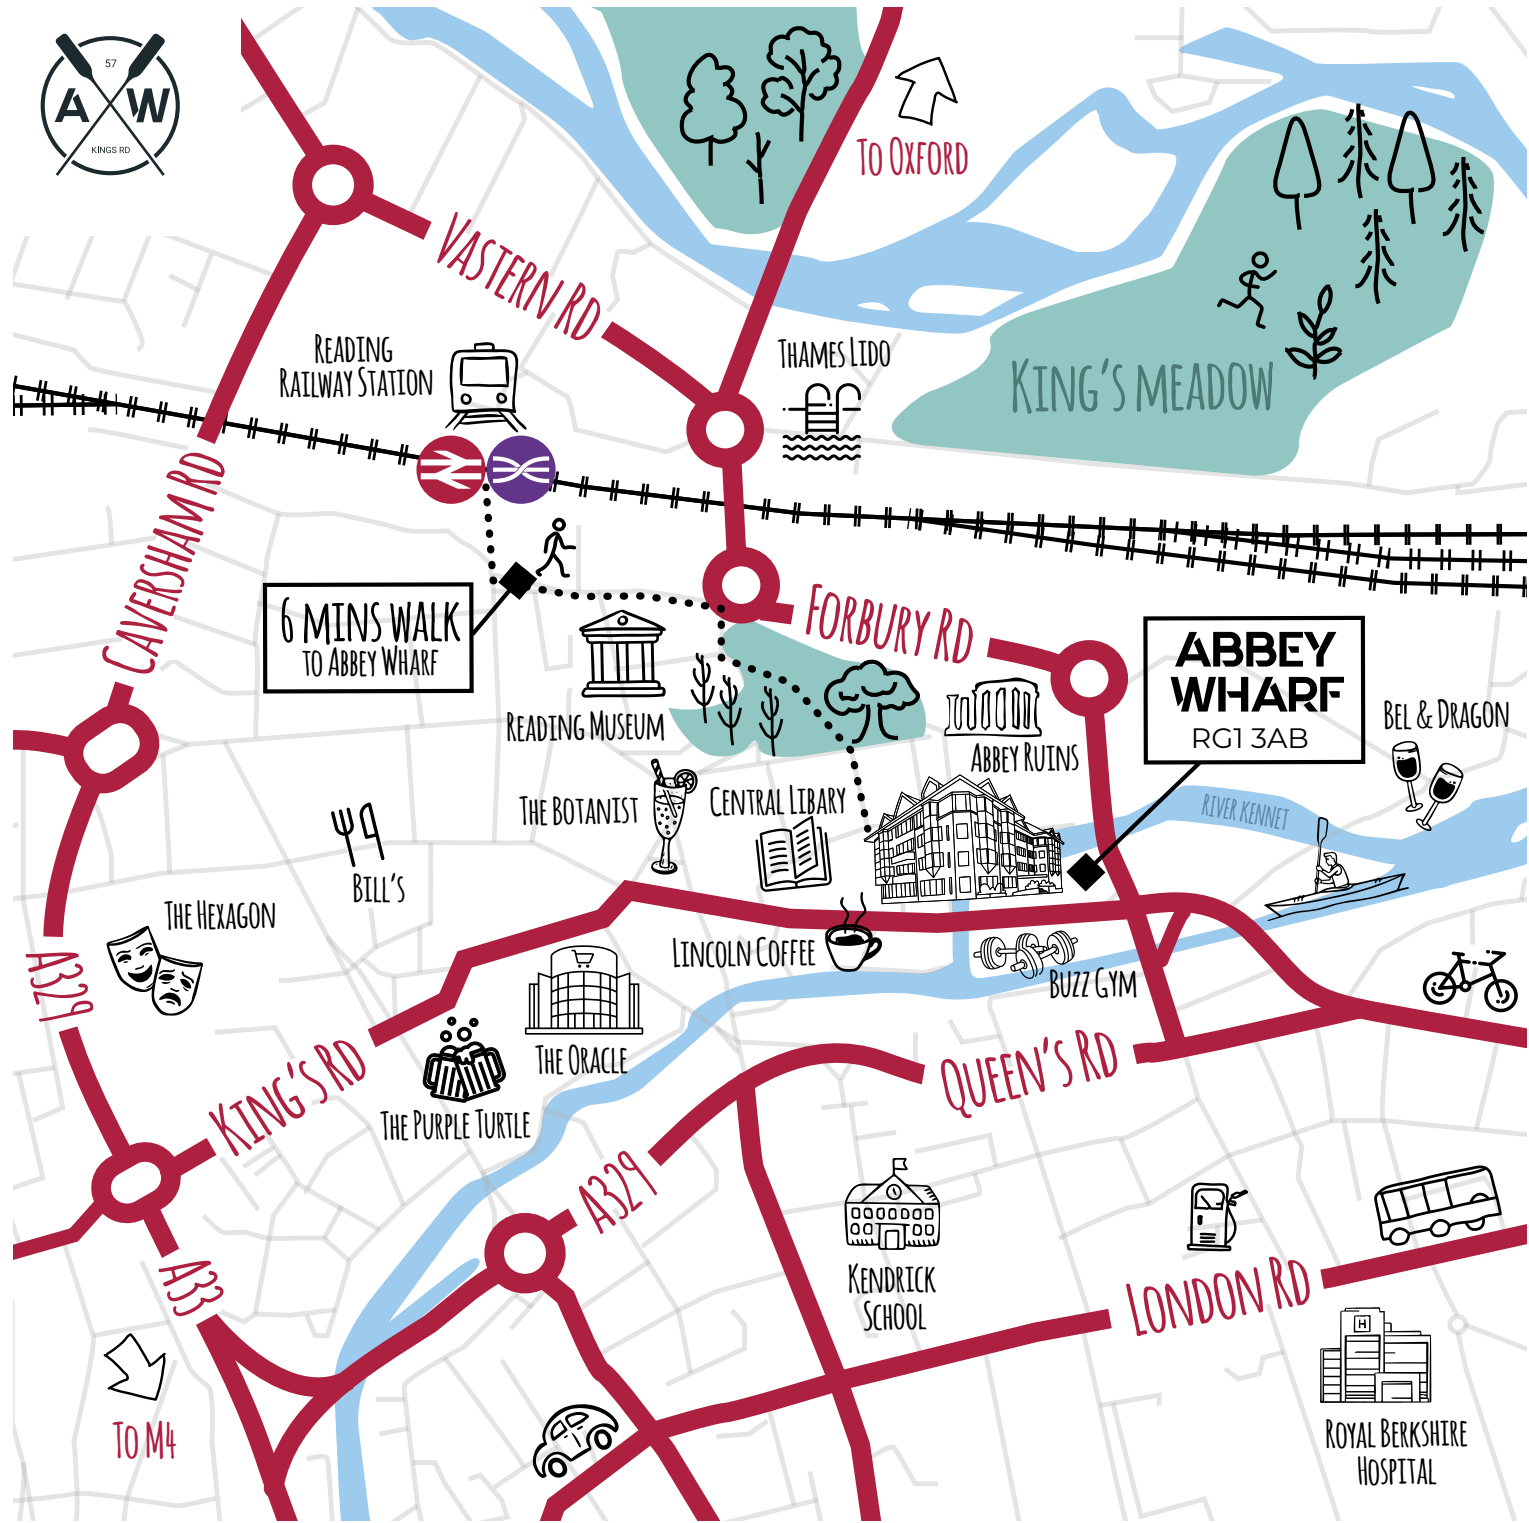 57
A W
KINGS RD
TO OXFORD
VASTERN RD
READING
RAILWAY STATION
THAMES LIDO
KING'S MEADOW
CAVERSHAM RD
6 MINS WALK
TO ABBEY WHARF
FORBURY RD
ABBEY
WHARF
RG1 3AB
READING MUSEUM
ABBEY RUINS
BEL & DRAGON
THE BOTANIST
CENTRAL LIBARY
RIVER KENNET
BILL'S
THE HEXAGON
LINCOLN COFFEE
BUZZ GYM
A329
THE ORACLE
KING'S RD
QUEEN'S RD
THE PURPLE TURTLE
A329
A33
KENDRICK
SCHOOL
LONDON RD
H
TO M4
ROYAL BERKSHIRE
HOSPITAL